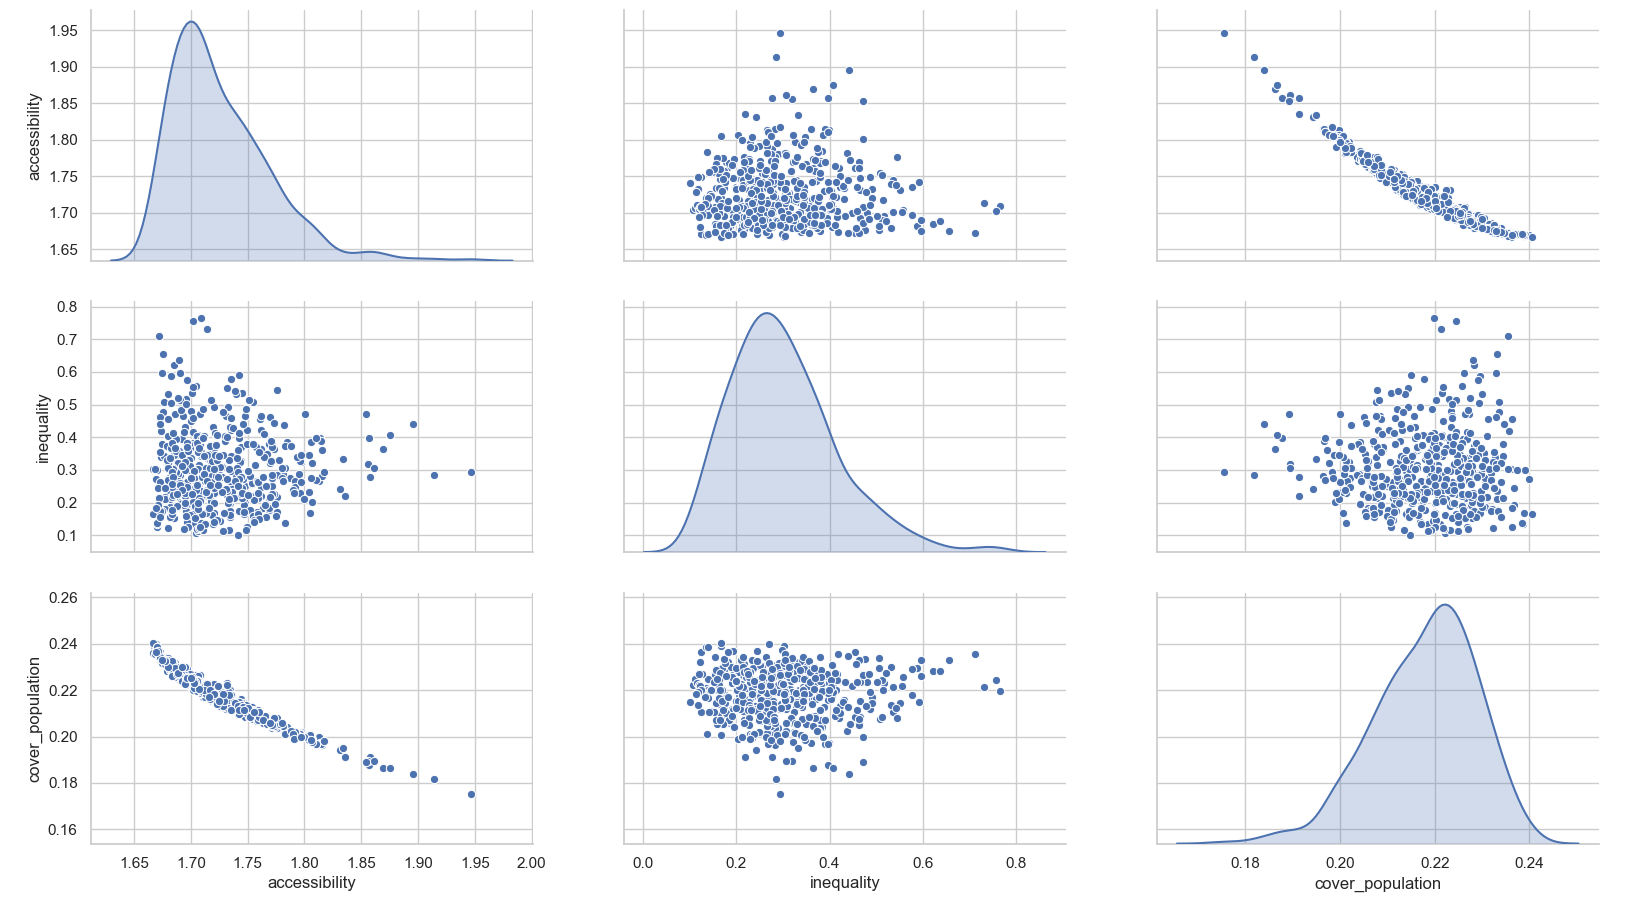 accessibility
1.95
1.90
1.85
1.80
1.75
1.70
1.65
inequality
0.8
0.7
0.6
0.5
0.4
0.3
0.2
0.1
cover_population
0.26
0.24
0.22
0.20
0.18
0.16
1.65 1.70 1.75 1.80 1.85 1.90 1.95 2.00
accessibility
0.0 0.2 0.4 0.6 0.8
inequality
0.18 0.20 0.22 0.24
cover_population